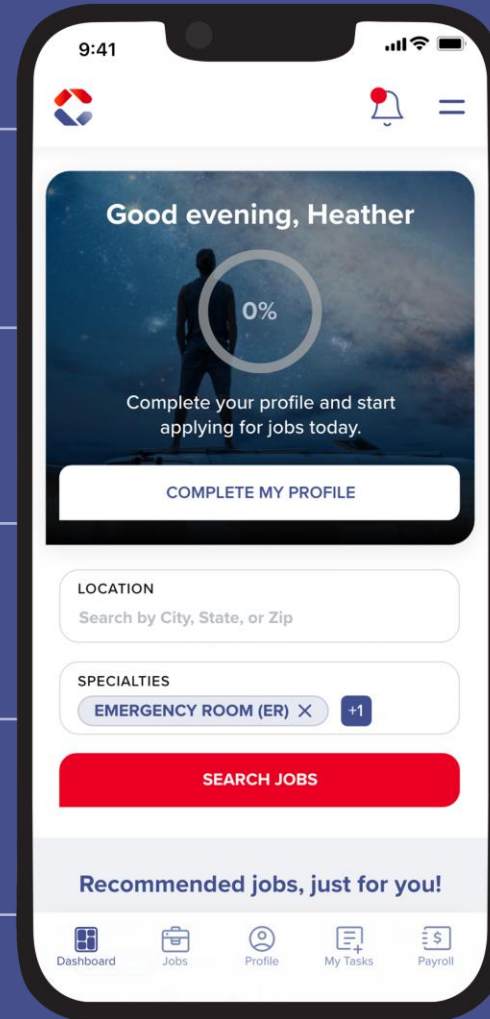 9:41
Good evening, Heather
0%
Complete your profile and start
applying for jobs today.
COMPLETE MY PROFILE
LOCATION
Search by City, State, or Zip
SPECIALTIES
EMERGENCY ROOM (ER) X +1
SEARCH JOBS
Recommended jobs, just for you!
Dashboard Jobs Profile My Tasks Payroll